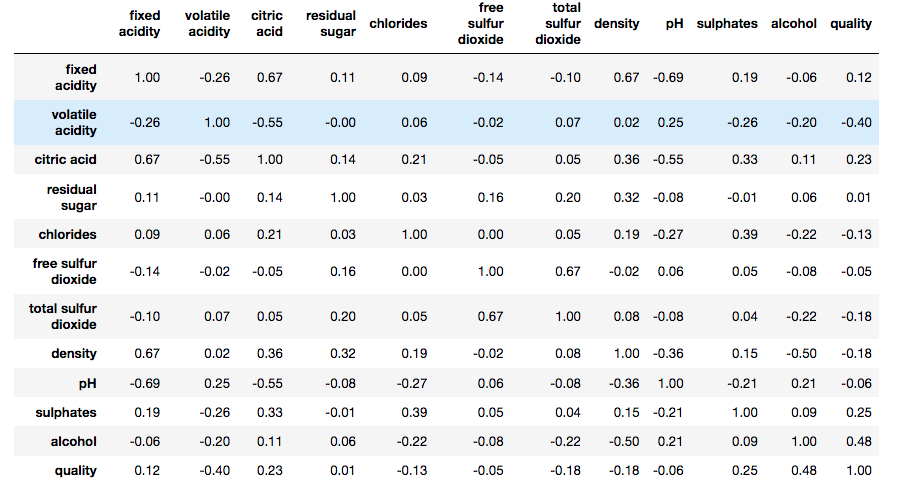 fixed acidity volatile acidity citric acid residual sugar chlorides free sulfur dioxide total sulfur dioxide density pH sulphates alcohol quality
fixed acidity 1.00 -0.26 0.67 0.11 0.09 -0.14 -0.10 0.67 -0.69 0.19 -0.06 0.12
volatile acidity -0.26 1.00 -0.55 -0.00 0.06 -0.02 0.07 0.02 0.25 -0.26 -0.20 -0.40
citric acid 0.67 -0.55 1.00 0.14 0.21 -0.05 0.05 0.36 -0.55 0.33 0.11 0.23
residual sugar 0.11 -0.00 0.14 1.00 0.03 0.16 0.20 0.32 -0.08 -0.01 0.06 0.01
chlorides 0.09 0.06 0.21 0.03 1.00 0.00 0.05 0.19 -0.27 0.39 -0.22 -0.13
free sulfur dioxide -0.14 -0.02 -0.05 0.16 0.00 1.00 0.67 -0.02 0.06 0.05 -0.08 -0.05
total sulfur dioxide -0.10 0.07 0.05 0.20 0.05 0.67 1.00 0.08 -0.08 0.04 -0.22 -0.18
density 0.67 0.02 0.36 0.32 0.19 -0.02 0.08 1.00 -0.36 0.15 -0.50 -0.18
pH -0.69 0.25 -0.55 -0.08 -0.27 0.06 -0.08 -0.36 1.00 -0.21 0.21 -0.06
sulphates 0.19 -0.26 0.33 -0.01 0.39 0.05 0.04 0.15 -0.21 1.00 0.09 0.25
alcohol -0.06 -0.20 0.11 0.06 -0.22 -0.08 -0.22 -0.50 0.21 0.09 1.00 0.48
quality 0.12 -0.40 0.23 0.01 -0.13 -0.05 -0.18 -0.18 -0.06 0.25 0.48 1.00